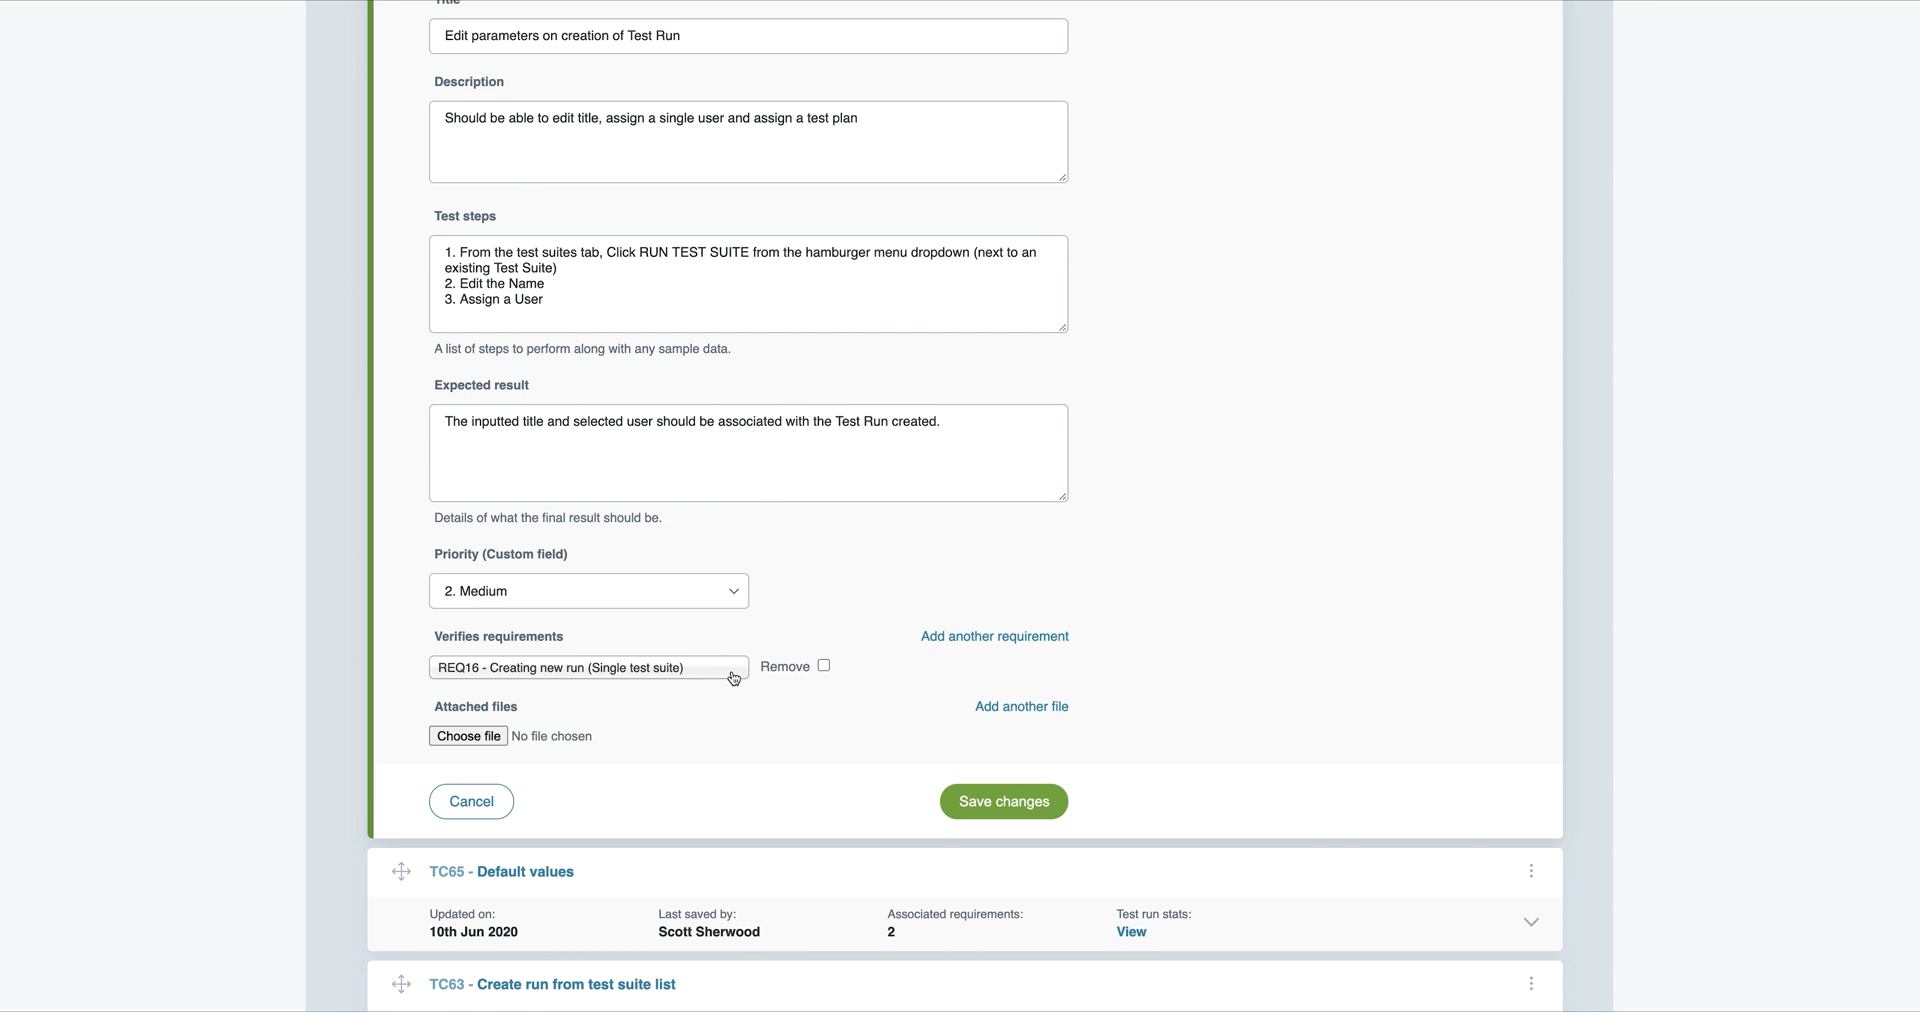 Title
Edit parameters on creation of Test Run
Description
Should be able to edit title, assign a single user and assign a test plan
Test steps
1. From the test suites tab, Click RUN TEST SUITE from the hamburger menu dropdown (next to an
existing Test Suite)
2. Edit the Name
3. Assign a User
A list of steps to perform along with any sample data.
Expected result
The inputted title and selected user should be associated with the Test Run created.
Details of what the final result should be.
Priority (Custom field)
2. Medium
Verifies requirements Add another requirement
REQ16 - Creating new run (Single test suite) Remove
Attached files Add another file
Choose file No file chosen
Cancel Save changes
TC65 - Default values
Updated on: Last saved by: Associated requirements: Test run stats:
10th Jun 2020 Scott Sherwood 2 View
TC63 - Create run from test suite list